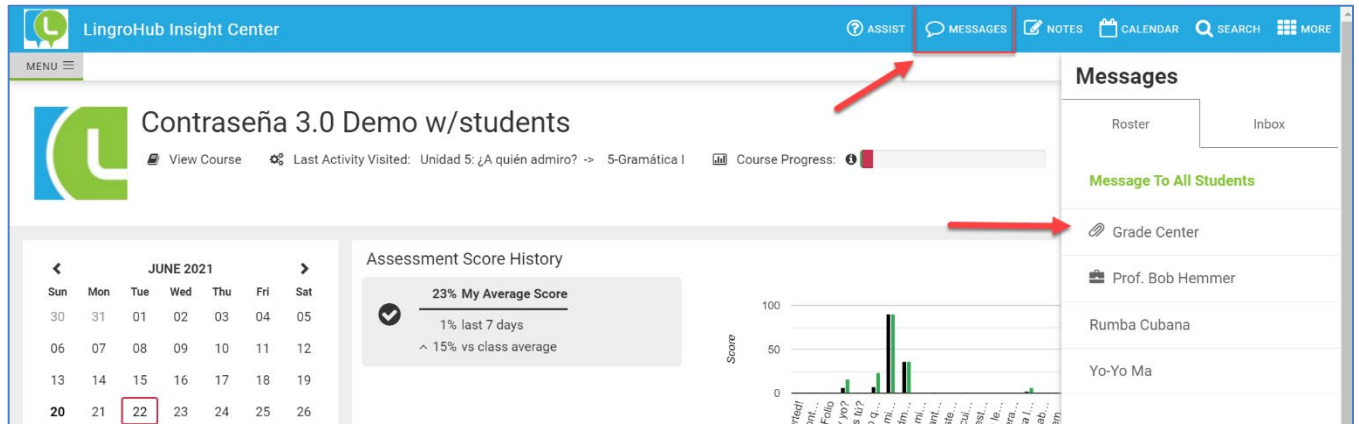 LingroHub Insight Center
ASSIST MESSAGES NOTES CALENDAR SEARCH MORE
MENU
Contraseña 3.0 Demo w/students
View Course Last Activity Visited: Unidad 5: ¿A quién admiro? -> 5-Gramática I Course Progress:
Messages
Roster Inbox
Message To All Students
Grade Center
Prof. Bob Hemmer
Rumba Cubana
Yo-Yo Ma
JUNE 2021
Sun Mon Tue Wed Thu Fri Sat
30 31 01 02 03 04 05
06 07 08 09 10 11 12
13 14 15 16 17 18 19
20 21 22 23 24 25 26
Assessment Score History
23% My Average Score
1% last 7 days
^ 15% vs class average
Score
100
50
0